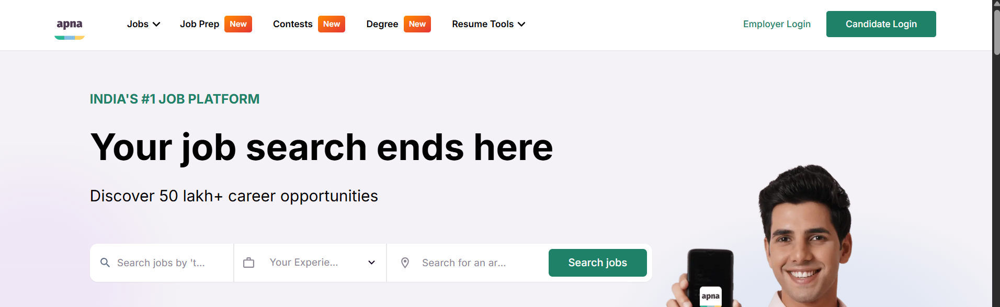 apna
Jobs
Job Prep New
Contests New
Degree New
Resume Tools
Employer Login
Candidate Login
INDIA'S #1 JOB PLATFORM
Your job search ends here
Discover 50 lakh+ career opportunities
Search jobs by 't...
Your Experie...
Search for an ar...
Search jobs
apna